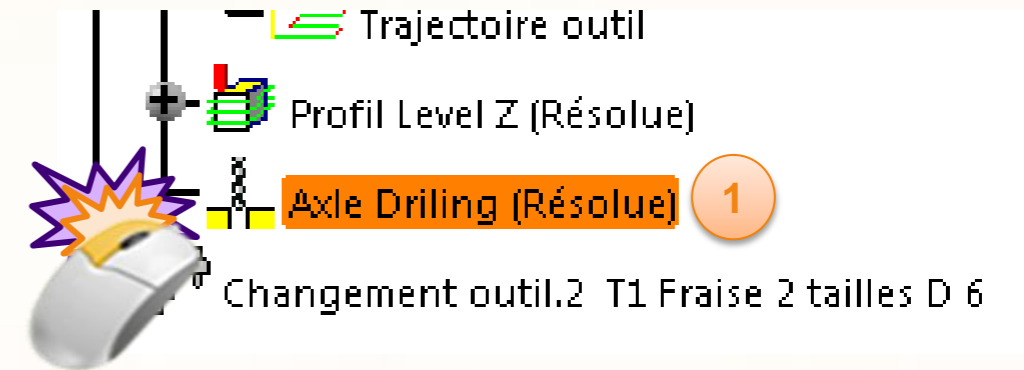 Trajectoire outil
Profil Level Z (Résolue)
Axle Driling (Résolue) 1
Changement outil.2 T1 Fraise 2 tailles D 6